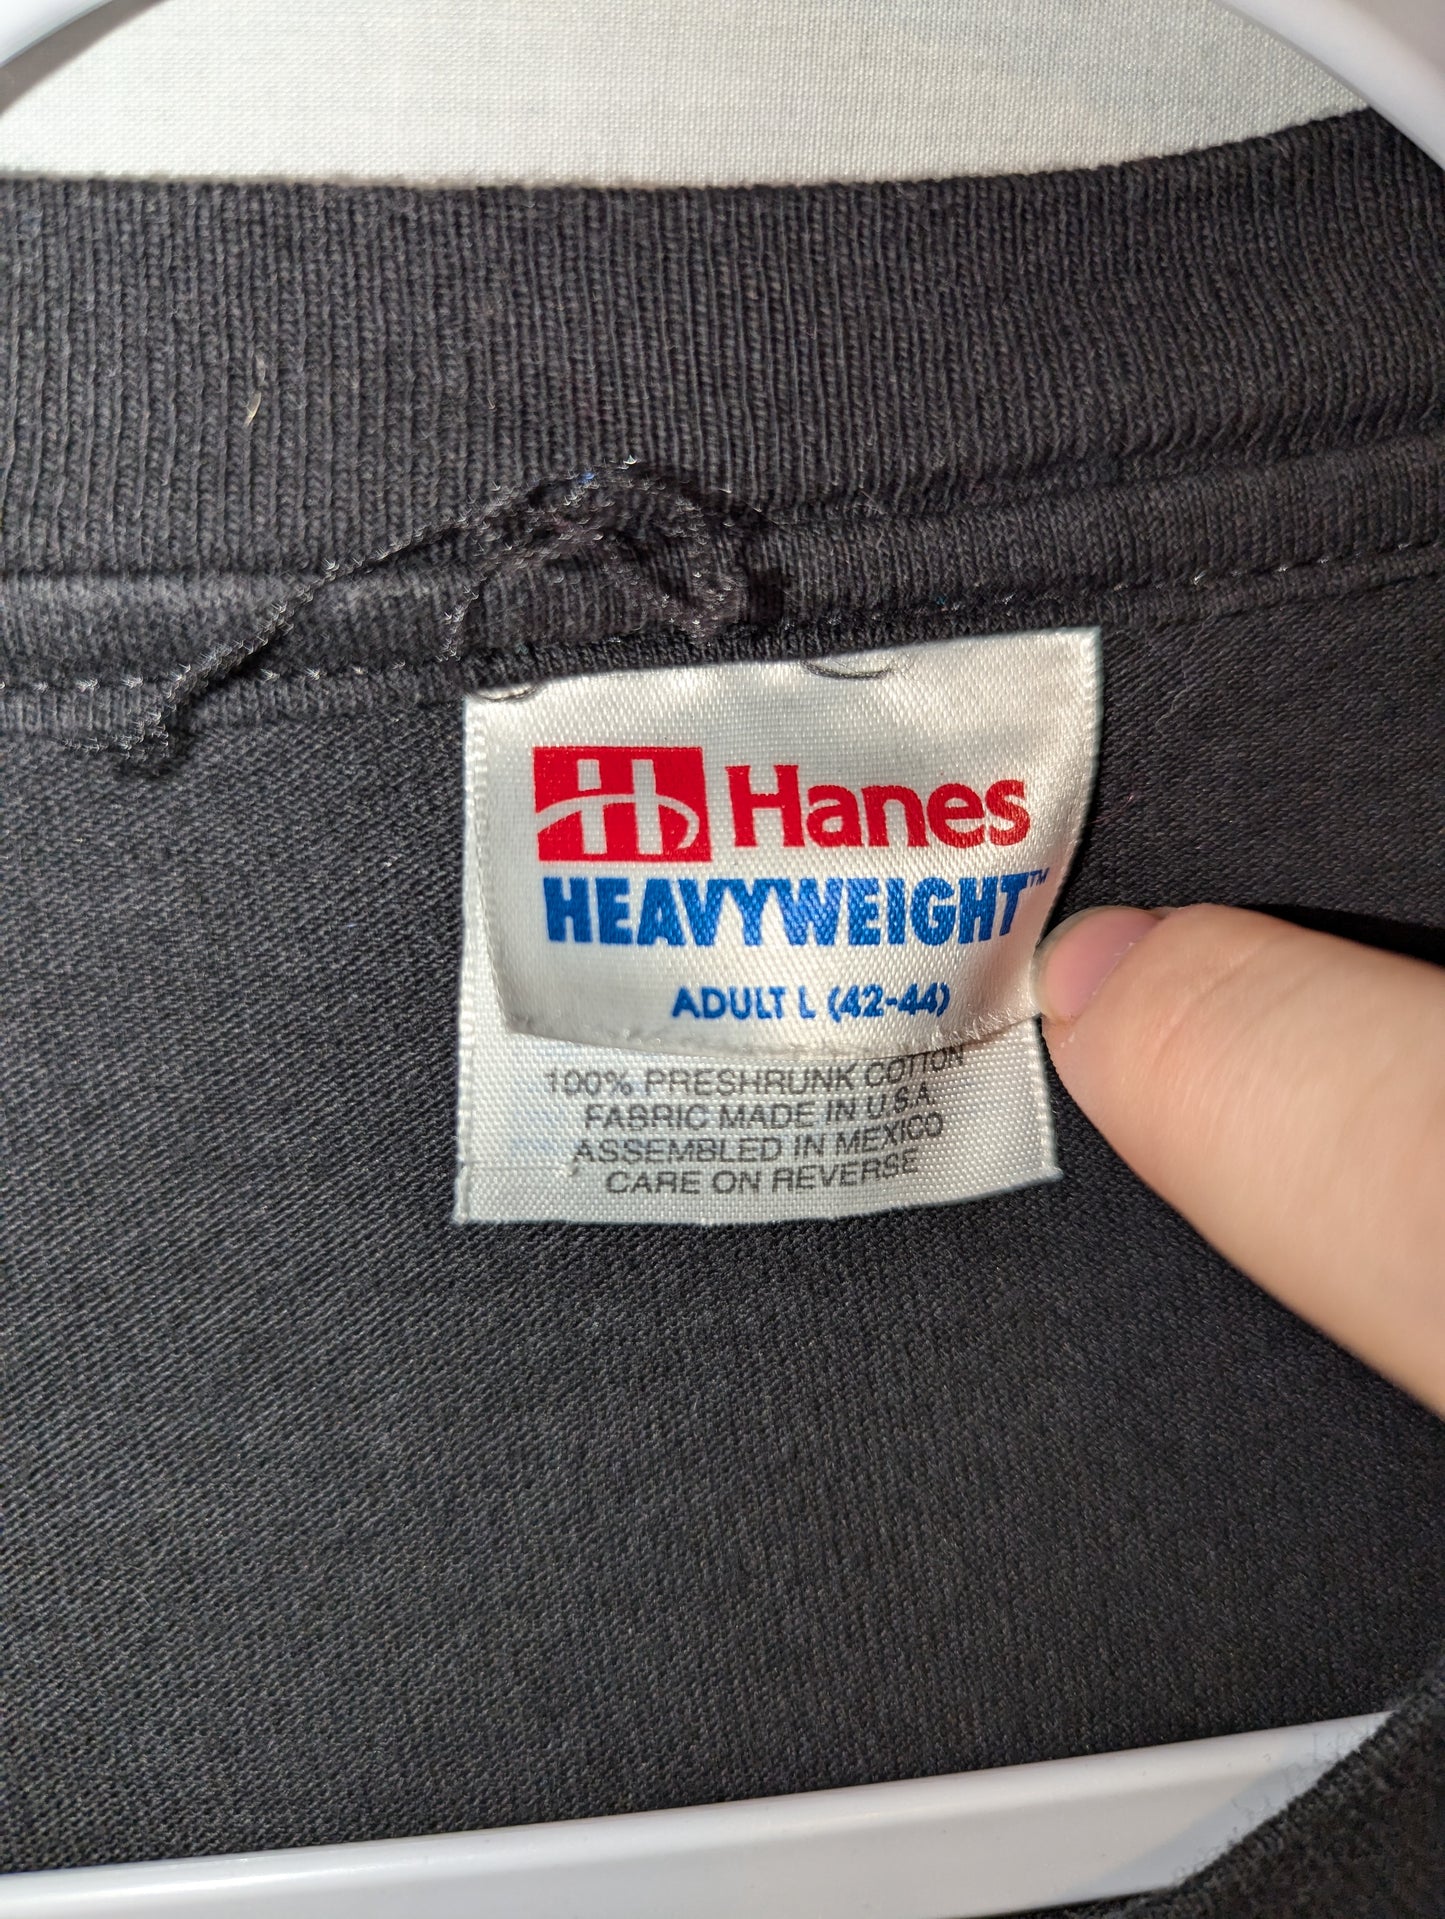 H Hanes
HEAVYWEIGHT™
ADULT L (42-44)
100% PRESHRUNK COTTON
FABRIC MADE IN U.S.A.
ASSEMBLED IN MEXICO
CARE ON REVERSE